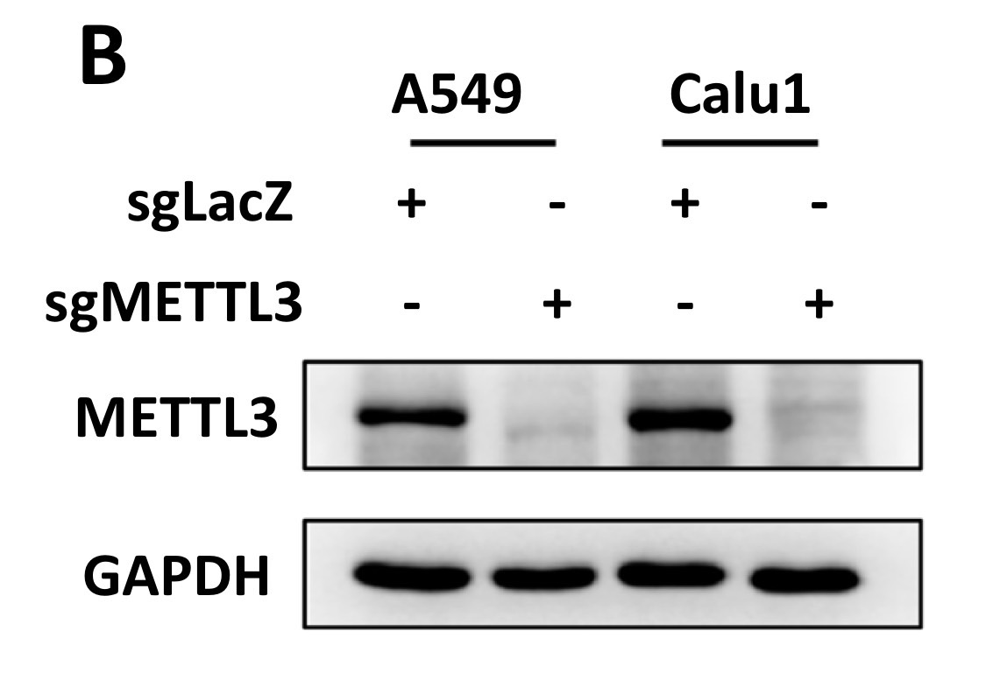 B
A549 Calu1
sgLacZ + - + -
sgMETTL3 - + - +
METTL3
GAPDH